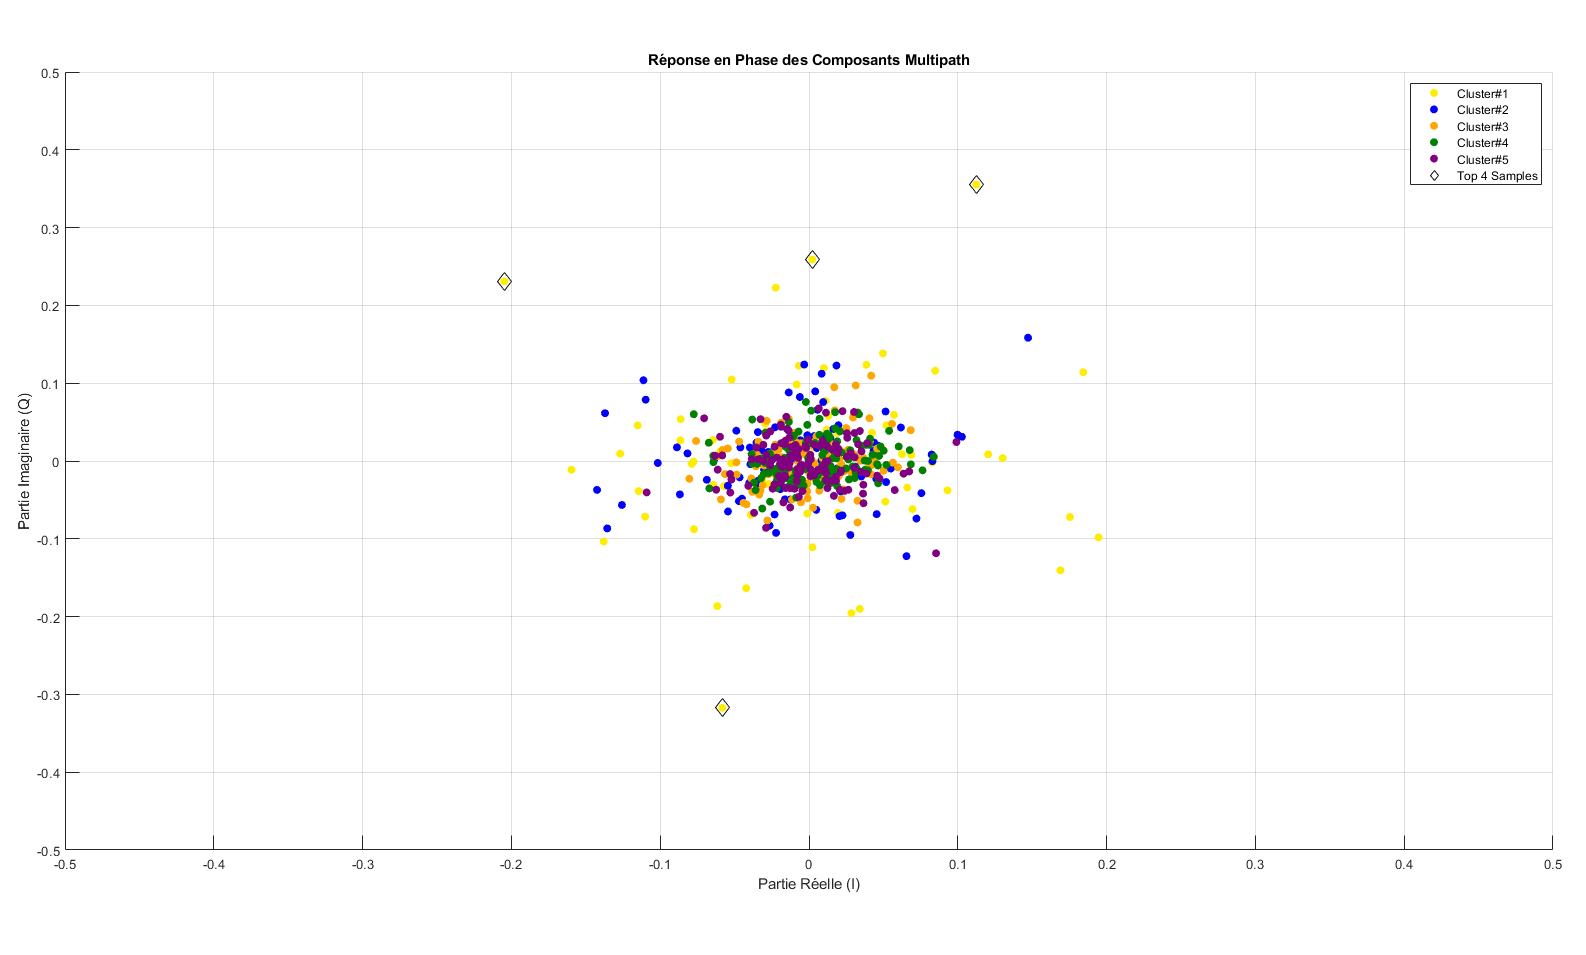 Réponse en Phase des Composants Multipath
0.5
0.4
0.3
0.2
0.1
0
-0.1
-0.2
-0.3
-0.4
-0.5
Partie Imaginaire (Q)
Cluster#1
Cluster#2
Cluster#3
Cluster#4
Cluster#5
Top 4 Samples
-0.5 -0.4 -0.3 -0.2 -0.1 0 0.1 0.2 0.3 0.4 0.5
Partie Réelle (I)